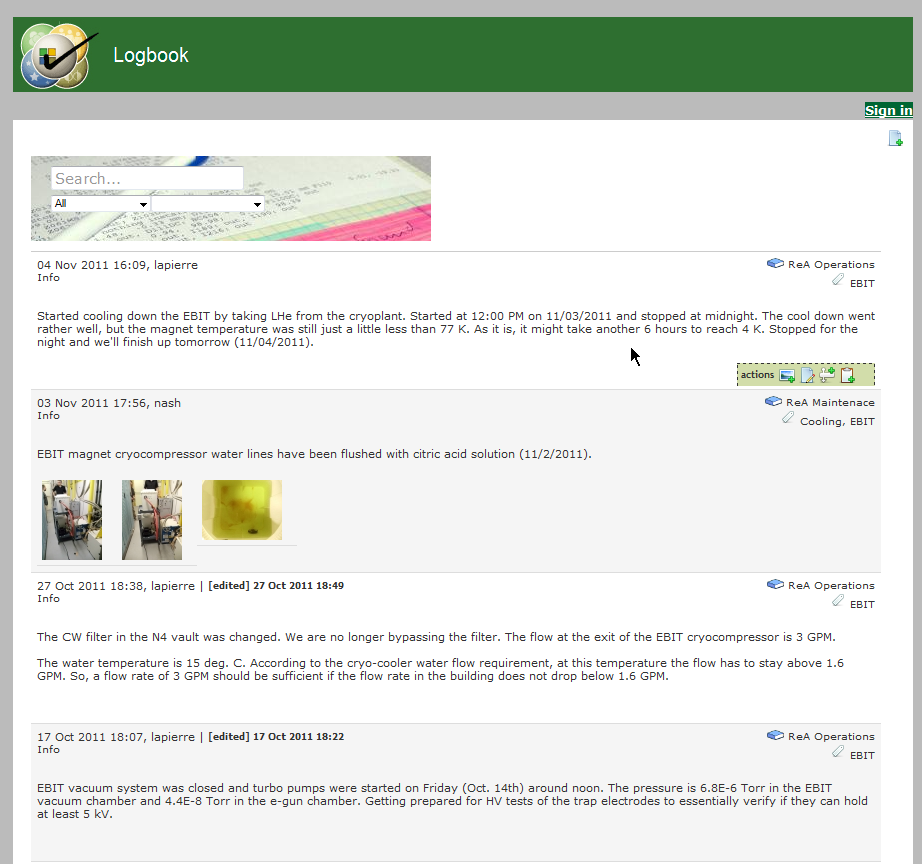 Logbook
Sign in
Search...
All
04 Nov 2011 16:09, lapierre
ReA Operations
Info
EBIT
Started cooling down the EBIT by taking LHe from the cryoplant. Started at 12:00 PM on 11/03/2011 and stopped at midnight. The cool down went
rather well, but the magnet temperature was still just a little less than 77 K. As it is, it might take another 6 hours to reach 4 K. Stopped for the
night and we'll finish up tomorrow (11/04/2011).
actions
03 Nov 2011 17:56, nash
ReA Maintenace
Info
Cooling, EBIT
EBIT magnet cryocompressor water lines have been flushed with citric acid solution (11/2/2011).
27 Oct 2011 18:38, lapierre | [edited] 27 Oct 2011 18:49
ReA Operations
Info
EBIT
The CW filter in the N4 vault was changed. We are no longer bypassing the filter. The flow at the exit of the EBIT cryocompressor is 3 GPM.
The water temperature is 15 deg. C. According to the cryo-cooler water flow requirement, at this temperature the flow has to stay above 1.6
GPM. So, a flow rate of 3 GPM should be sufficient if the flow rate in the building does not drop below 1.6 GPM.
17 Oct 2011 18:07, lapierre | [edited] 17 Oct 2011 18:22
ReA Operations
Info
EBIT
EBIT vacuum system was closed and turbo pumps were started on Friday (Oct. 14th) around noon. The pressure is 6.8E-6 Torr in the EBIT
vacuum chamber and 4.4E-8 Torr in the e-gun chamber. Getting prepared for HV tests of the trap electrodes to essentially verify if they can hold
at least 5 kV.